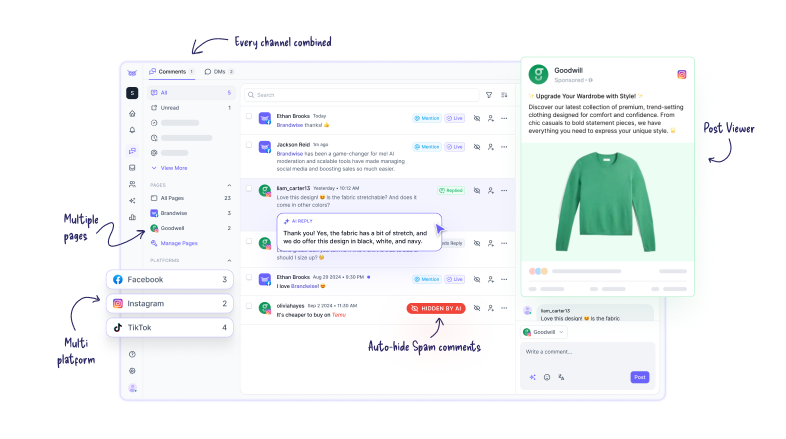 Every channel combined
Comments 1
DMs 2
S
All 5
Unread 1
View More
PAGES
All Pages 23
Brandwise 3
Goodwill 2
Manage Pages
PLATFORMS
Facebook 3
Instagram 2
TikTok 4
Multiple
pages
Multi
platform
Search
Ethan Brooks Today
Brandwise thanks! 👍
Mentice Live
Jackson Reid 1m ago
Brandwise has been a game-changer for me! AI
moderation and scalable tools have made managing
social media and boosting sales so much easier.
Mentice Live
liam_carter13 Yesterday • 10:12 AM
Love this design! 😍 Is the fabric stretchable? And does it
come in other colors?
Replied
AI REPLY
Thank you! Yes, the fabric has a bit of stretch, and
we do offer this design in black, white, and navy.
Reply
should I size up?
Ethan Brooks Aug 29 2024 • 9:30 PM
I love Brandwise! 😍
Mentice Live
oliviahayes Sep 2 2024 • 11:30 AM
It's cheaper to buy on Temu
HIDDEN BY AI
Auto-hide Spam comments
Goodwill
Sponsored
✨ Upgrade Your Wardrobe with Style! ✨
Discover our latest collection of premium, trend-setting
clothing designed for comfort and confidence. From
chic casuals to bold statement pieces, we have
everything you need to express your unique style.
Post Viewer
liam_carter13
Love this design! 😍 Is the fabric
Goodwill
Write a comment...
Post